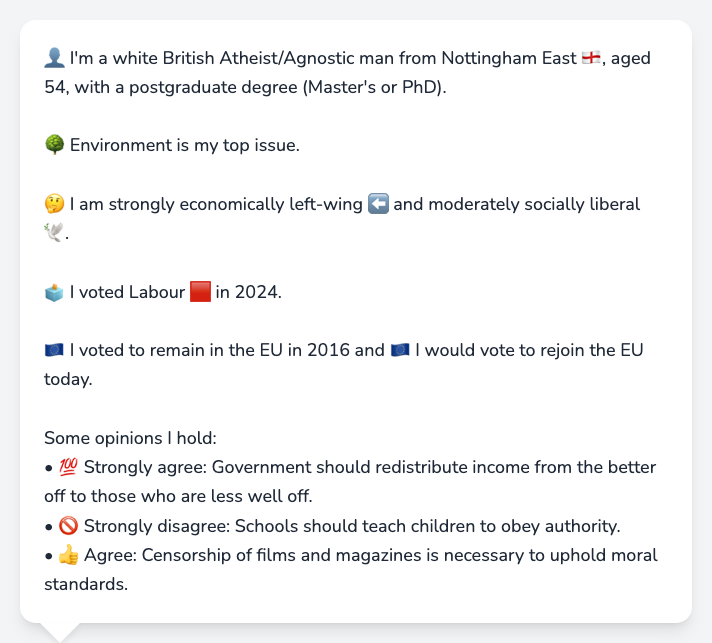 👤 I'm a white British Atheist/Agnostic man from Nottingham East 🏴󠁧󠁢󠁥󠁮󠁧󠁿, aged
54, with a postgraduate degree (Master's or PhD).
🌳 Environment is my top issue.
🤔 I am strongly economically left-wing ⬅️ and moderately socially liberal
🕊️.
🗳️ I voted Labour 🟥 in 2024.
🇪🇺 I voted to remain in the EU in 2016 and 🇪🇺 I would vote to rejoin the EU
today.
Some opinions I hold:
• 💯 Strongly agree: Government should redistribute income from the better
off to those who are less well off.
• 🚫 Strongly disagree: Schools should teach children to obey authority.
• 👍 Agree: Censorship of films and magazines is necessary to uphold moral
standards.